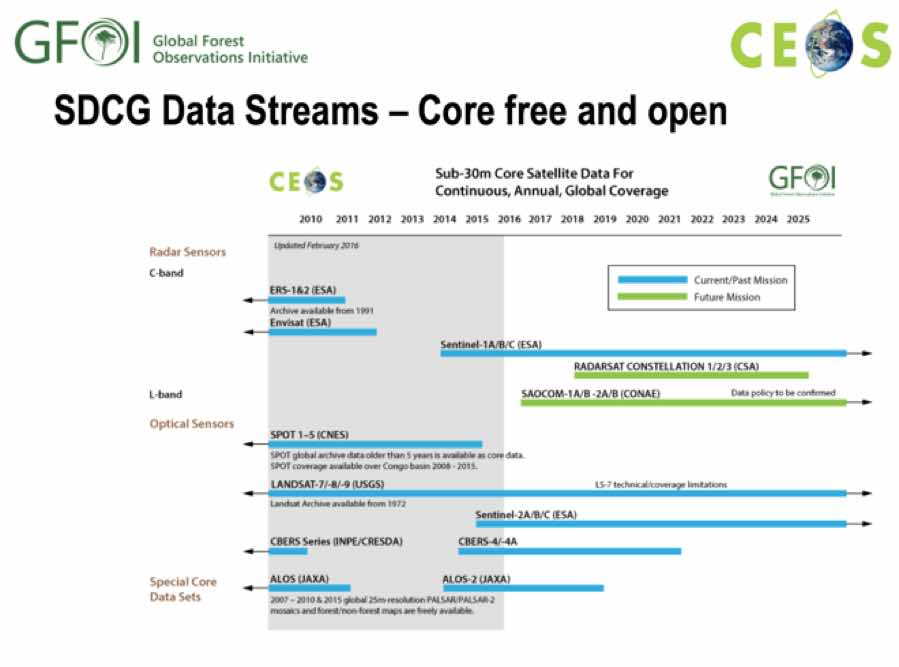 GFOI Global Forest
Observations Initiative
CEOS
SDCG Data Streams – Core free and open
CEOS
Sub-30m Core Satellite Data For
Continuous, Annual, Global Coverage
GFOI
Global Forest Observations Initiative
2010 2011 2012 2013 2014 2015 2016 2017 2018 2019 2020 2021 2022 2023 2024 2025
Updated February 2016
Radar Sensors
C-band
Current/Past Mission
Future Mission
ERS-1&2 (ESA)
Archive available from 1991
Envisat (ESA)
Sentinel-1A/B/C (ESA)
RADARSAT CONSTELLATION 1/2/3 (CSA)
L-band
SAOCOM-1A/B -2A/B (CONAE) Data policy to be confirmed
Optical Sensors
SPOT 1–5 (CNES)
SPOT global archive data older than 5 years is available as core data.
SPOT coverage available over Congo basin 2008 - 2015.
LANDSAT-7/-8/-9 (USGS) LS-7 technical/coverage limitations
Landsat Archive available from 1972
Sentinel-2A/B/C (ESA)
CBERS Series (INPE/CRESDA) CBERS-4/-4A
Special Core
Data Sets
ALOS (JAXA) ALOS-2 (JAXA)
2007 – 2010 & 2015 global 25m-resolution PALSAR/PALSAR-2
mosaics and forest/non-forest maps are freely available.